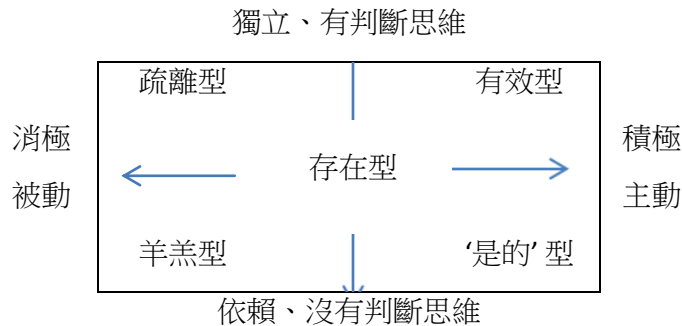 獨立、有判斷思維
疏離型 有效型
消極 積極
存在型
被動 主動
羊羔型 ‘是的’ 型
依賴、沒有判斷思維